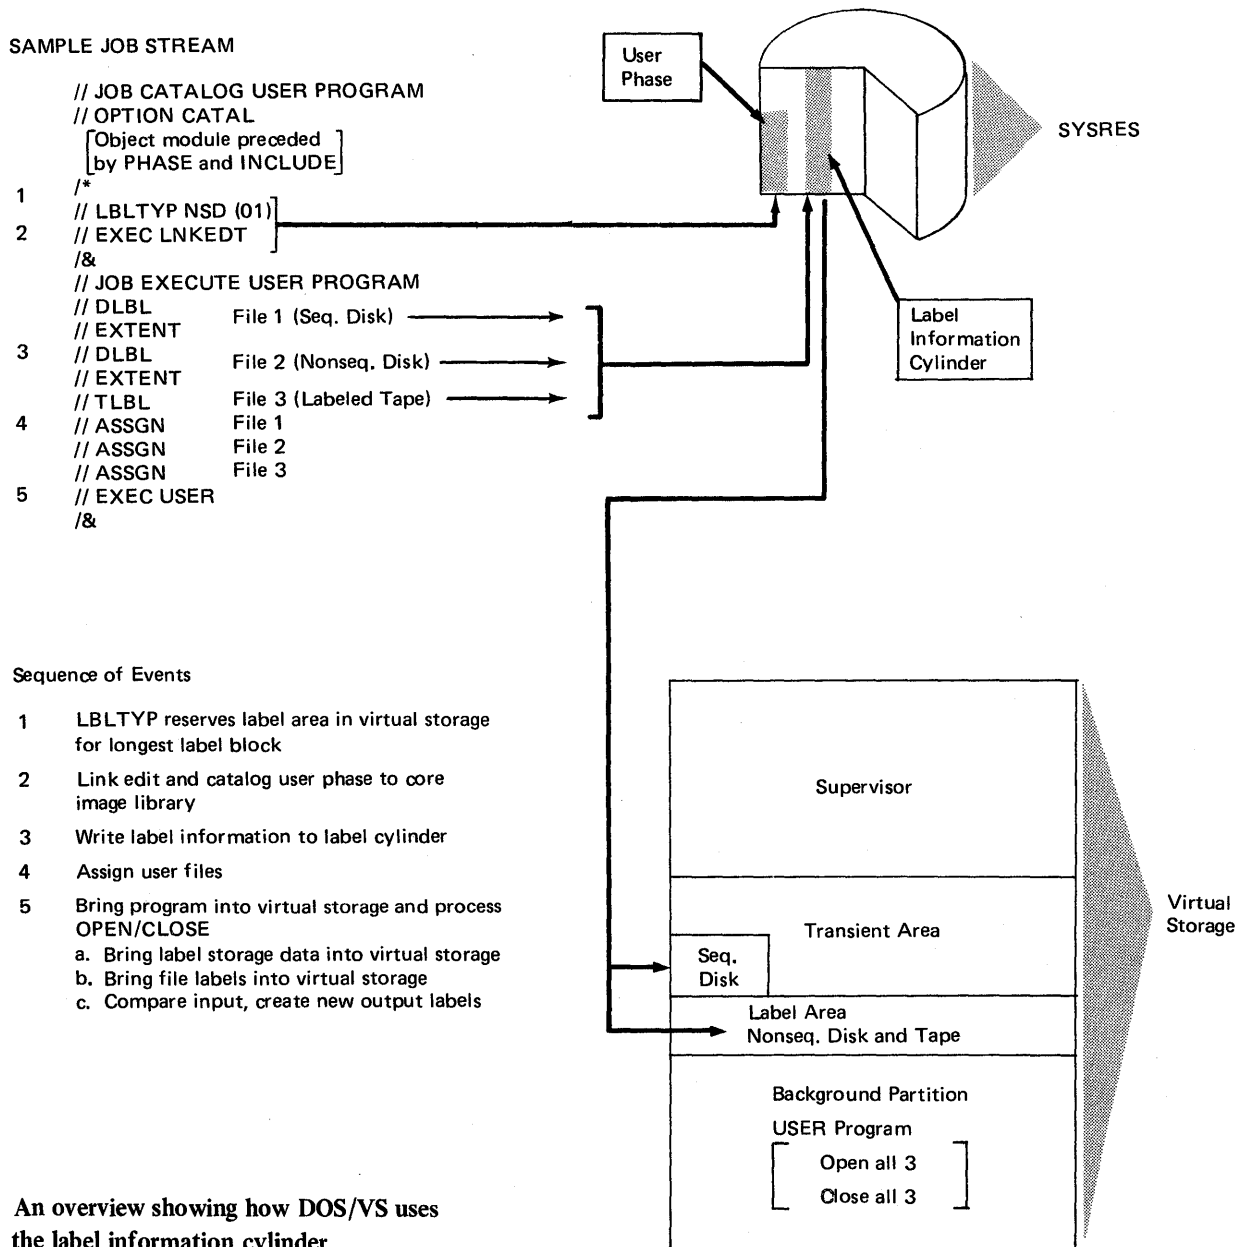 SAMPLE JOB STREAM
// JOB CATALOG USER PROGRAM
// OPTION CATAL
[Object module preceded
by PHASE and INCLUDE]
1 /*
// LBLTYP NSD (01)
2 // EXEC LNKEDT
/&
// JOB EXECUTE USER PROGRAM
// DLBL
// EXTENT File 1 (Seq. Disk)
3 // DLBL
// EXTENT File 2 (Nonseq. Disk)
// TLBL File 3 (Labeled Tape)
4 // ASSGN File 1
// ASSGN File 2
// ASSGN File 3
5 // EXEC USER
/&
User
Phase
SYSRES
Label
Information
Cylinder
Sequence of Events
1 LBLTYP reserves label area in virtual storage
for longest label block
2 Link edit and catalog user phase to core
image library
3 Write label information to label cylinder
4 Assign user files
5 Bring program into virtual storage and process
OPEN/CLOSE
a. Bring label storage data into virtual storage
b. Bring file labels into virtual storage
c. Compare input, create new output labels
Supervisor
Transient Area
Seq.
Disk
Label Area
Nonseq. Disk and Tape
Background Partition
USER Program
Open all 3
Close all 3
Virtual
Storage
An overview showing how DOS/VS uses
the label information cylinder